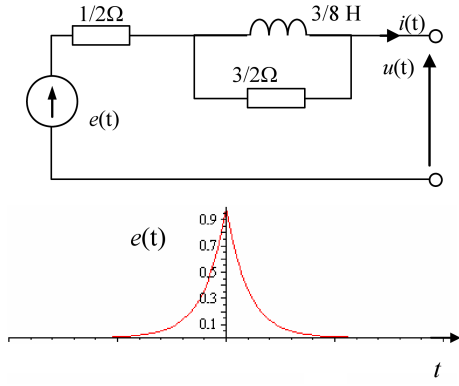 1/2Ω
3/8 H
i(t)
3/2Ω
u(t)
e(t)
e(t)
0.9
0.7
0.5
0.3
0.1
t